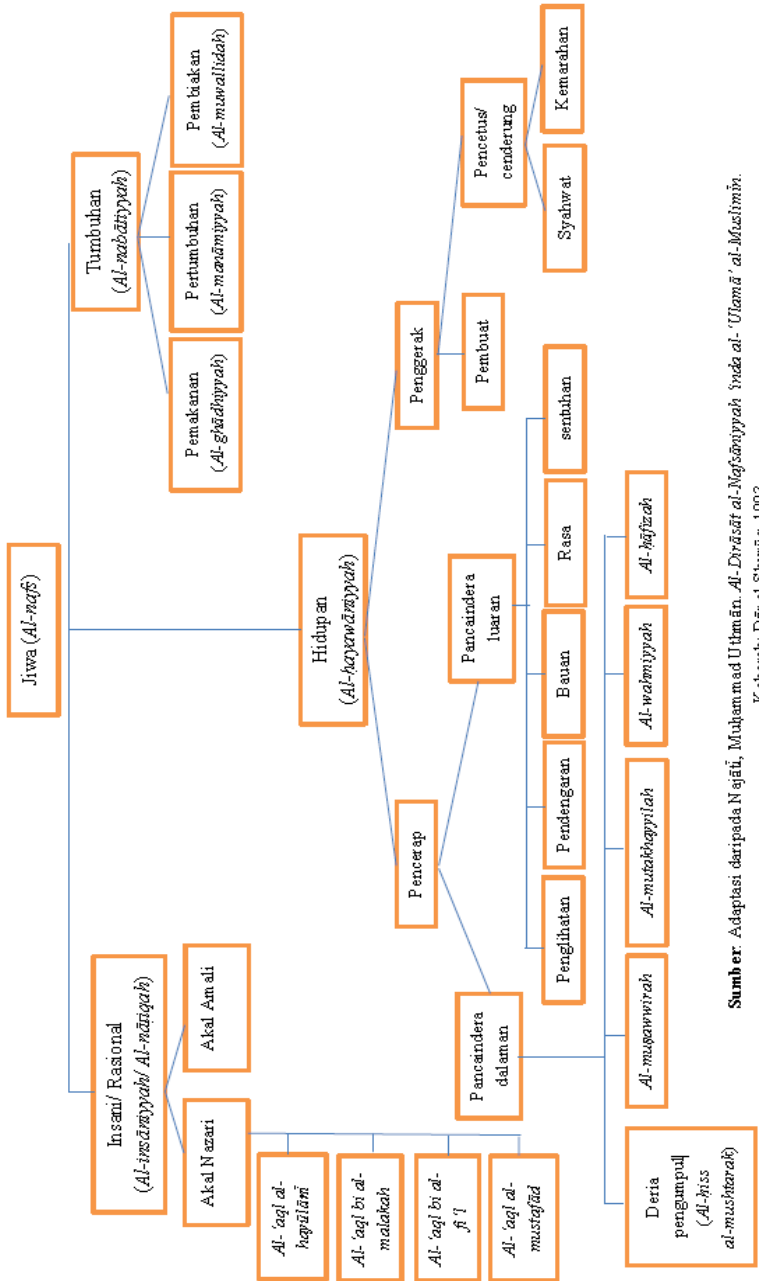 Jiwa (Al-nafs)
Insani/ Rasional
(Al-insāniyyah/ Al-nāṭiqah)
Akal Nazari
Akal Amali
Al-‘aql al-
hayūlānī
Al-‘aql bi al-
malakah
Al-‘aql bi al-
fi‘l
Al-‘aql al-
mustafād
Hidupan
(Al-ḥayawāniyyah)
Pencerap
Pancaindera
dalaman
Deria
pengumpul
(Al-ḥiss
al-mushtarak)
Al-muṣawwirah
Al-mutakhayyilah
Al-wahmiyyah
Al-ḥāfizah
Pancaindera
luaran
Penglihatan
Pendengaran
Bauan
Rasa
sentuhan
Penggerak
Pembuat
Pencetus/
cenderung
Syahwat
Kemarahan
Tumbuhan
(Al-nabātiyyah)
Pemakanan
(Al-ghādhiyyah)
Pertumbuhan
(Al-manāmiyyah)
Pembiakan
(Al-muwallidah)
Sumber: Adaptasi daripada Najātī, Muḥammad Uthmān. Al-Dirāsāt al-Nafsāniyyah ‘inda al-‘Ulamā’ al-Muslimīn.